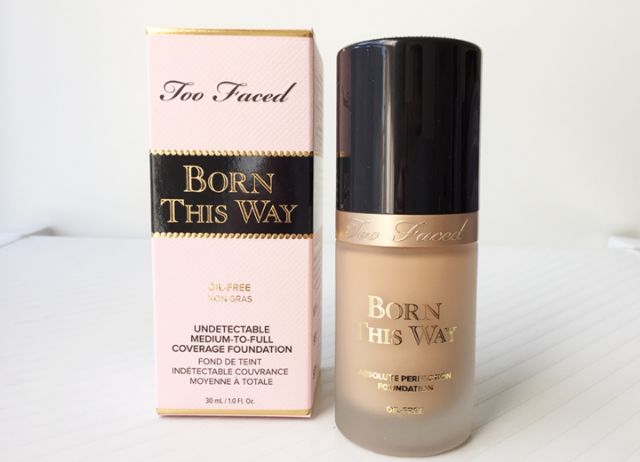 Too Faced
BORN
THIS WAY
OIL-FREE
NON GRAS
UNDETECTABLE
MEDIUM-TO-FULL
COVERAGE FOUNDATION
FOND DE TEINT
INDÉTECTABLE COUVRANCE
MOYENNE À TOTALE
30 mL / 1.0 Fl. Oz.
Too Faced
BORN
THIS WAY
ABSOLUTE PERFECTION
FOUNDATION
OIL-FREE